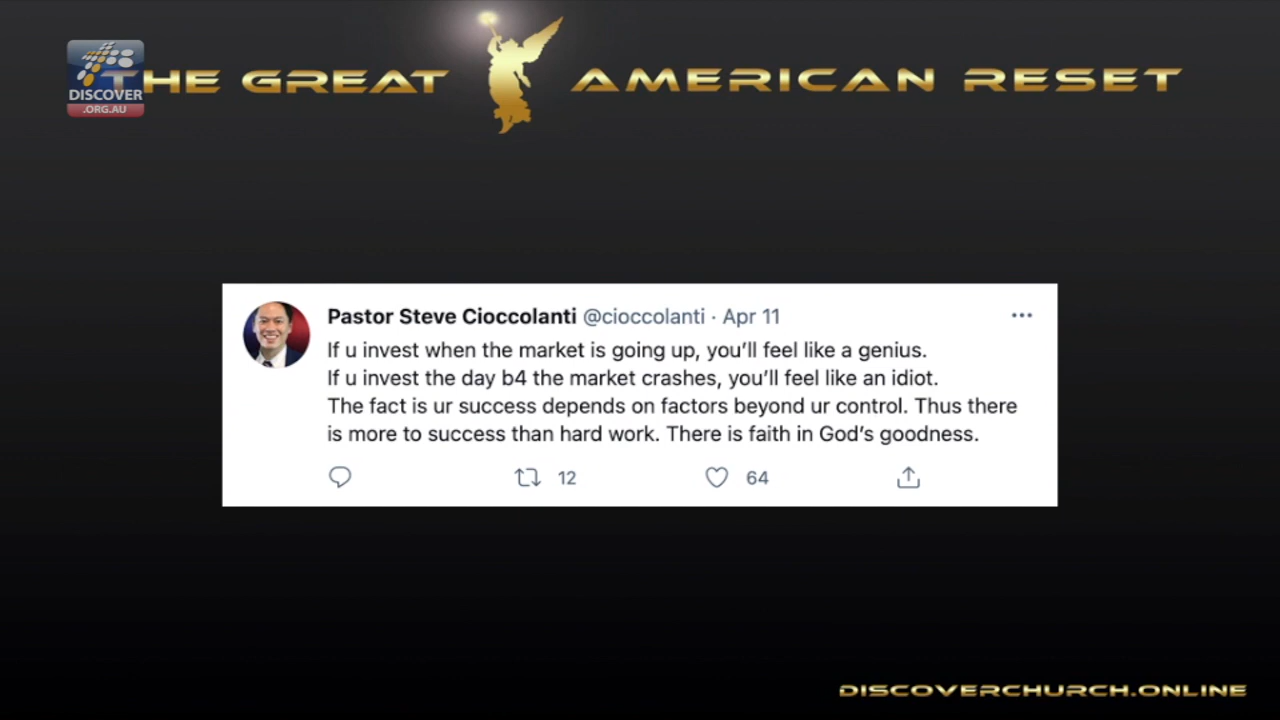 THE GREAT AMERICAN RESET
DISCOVER
.ORG.AU
Pastor Steve Cioccolanti @cioccolanti · Apr 11
If u invest when the market is going up, you’ll feel like a genius.
If u invest the day b4 the market crashes, you’ll feel like an idiot.
The fact is ur success depends on factors beyond ur control. Thus there
is more to success than hard work. There is faith in God’s goodness.
12 64
DISCOVERCHURCH.ONLINE